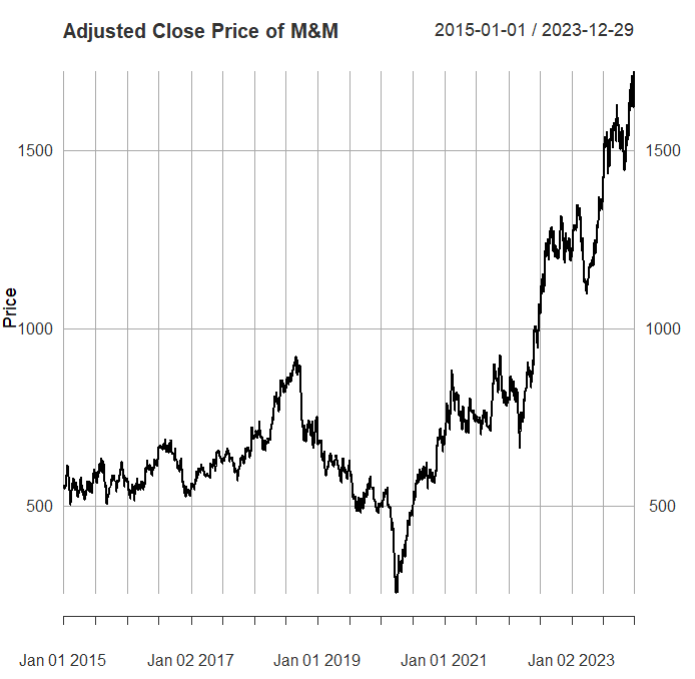 Adjusted Close Price of M&M
2015-01-01 / 2023-12-29
1500
1500
Price
1000
1000
500
500
Jan 01 2015
Jan 02 2017
Jan 01 2019
Jan 01 2021
Jan 02 2023